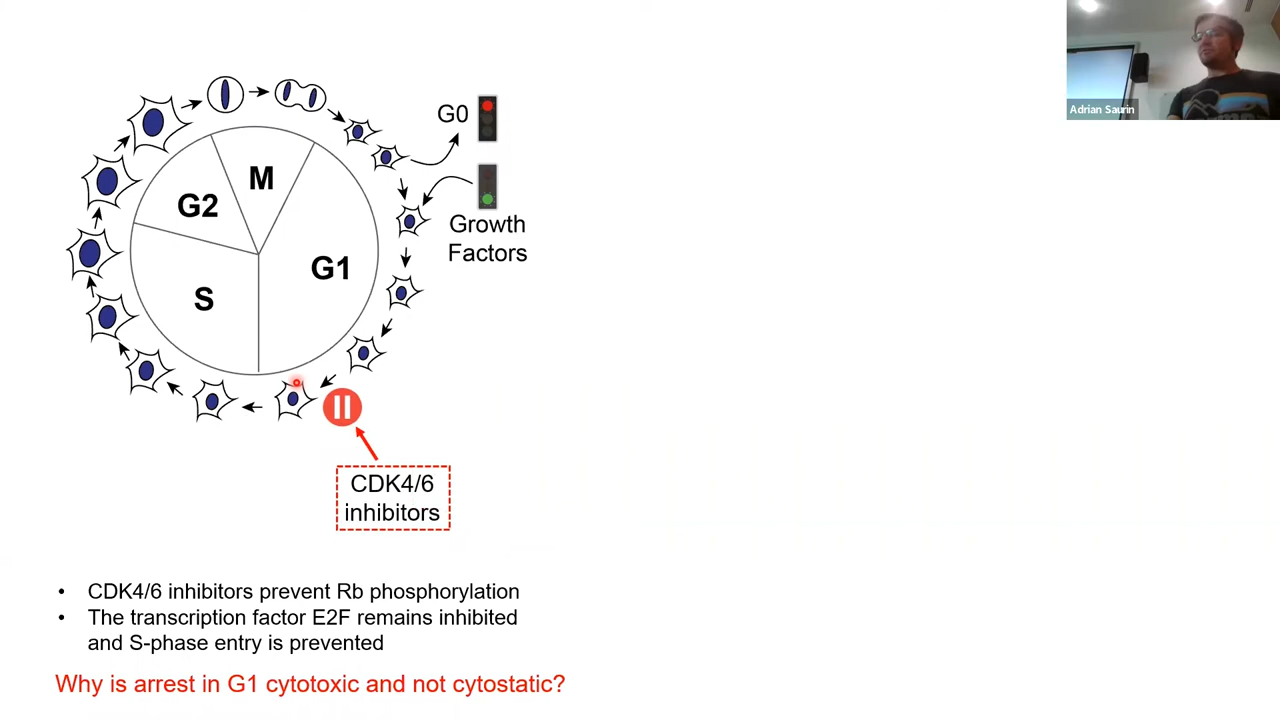 Adrian Saurin
G0
M
G2
Growth
Factors
G1
S
CDK4/6
inhibitors
• CDK4/6 inhibitors prevent Rb phosphorylation
• The transcription factor E2F remains inhibited
and S-phase entry is prevented
Why is arrest in G1 cytotoxic and not cytostatic?